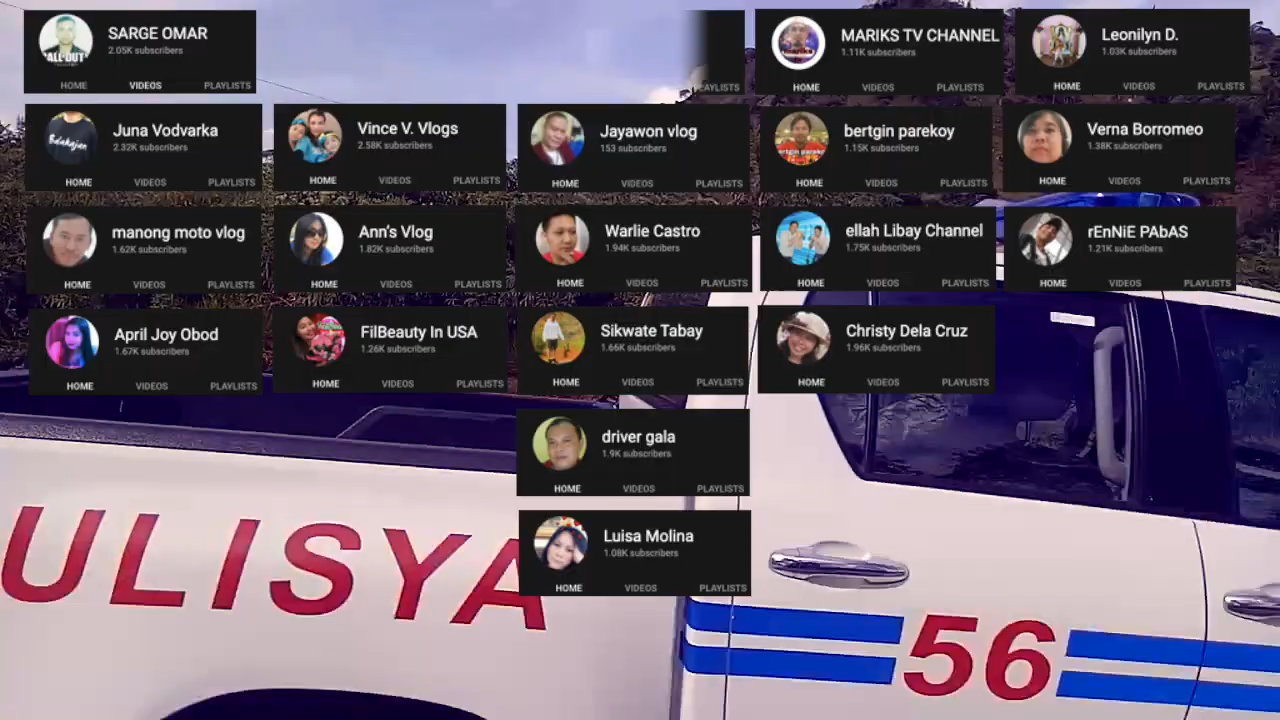 SARGE OMAR
2.05K subscribers
"ALL-OUT"
HOME VIDEOS PLAYLISTS
PLAYLISTS
MARIKS TV CHANNEL
1.11K subscribers
HOME VIDEOS PLAYLISTS
Leonilyn D.
1.03K subscribers
HOME VIDEOS PLAYLISTS
Juna Vodvarka
2.32K subscribers
HOME VIDEOS PLAYLISTS
Vince V. Vlogs
2.58K subscribers
HOME VIDEOS PLAYLISTS
Jayawon vlog
153 subscribers
HOME VIDEOS PLAYLISTS
bertgin parekoy
1.15K subscribers
HOME VIDEOS PLAYLISTS
Verna Borromeo
1.38K subscribers
HOME VIDEOS PLAYLISTS
manong moto vlog
1.62K subscribers
HOME VIDEOS PLAYLISTS
Ann's Vlog
1.82K subscribers
HOME VIDEOS PLAYLISTS
Warlie Castro
1.94K subscribers
HOME VIDEOS PLAYLISTS
ellah Libay Channel
1.75K subscribers
HOME VIDEOS PLAYLISTS
rEnNiE PAbAS
1.21K subscribers
HOME VIDEOS PLAYLISTS
April Joy Obod
1.67K subscribers
HOME VIDEOS PLAYLISTS
FilBeauty In USA
1.26K subscribers
HOME VIDEOS PLAYLISTS
Sikwate Tabay
1.66K subscribers
HOME VIDEOS PLAYLISTS
Christy Dela Cruz
1.96K subscribers
HOME VIDEOS PLAYLISTS
driver gala
1.9K subscribers
HOME VIDEOS PLAYLISTS
Luisa Molina
1.08K subscribers
HOME VIDEOS PLAYLISTS
ULISYA
56